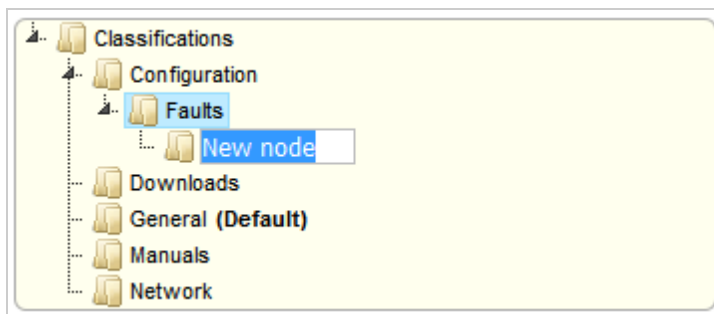 Classifications
Configuration
Faults
New node
Downloads
General (Default)
Manuals
Network